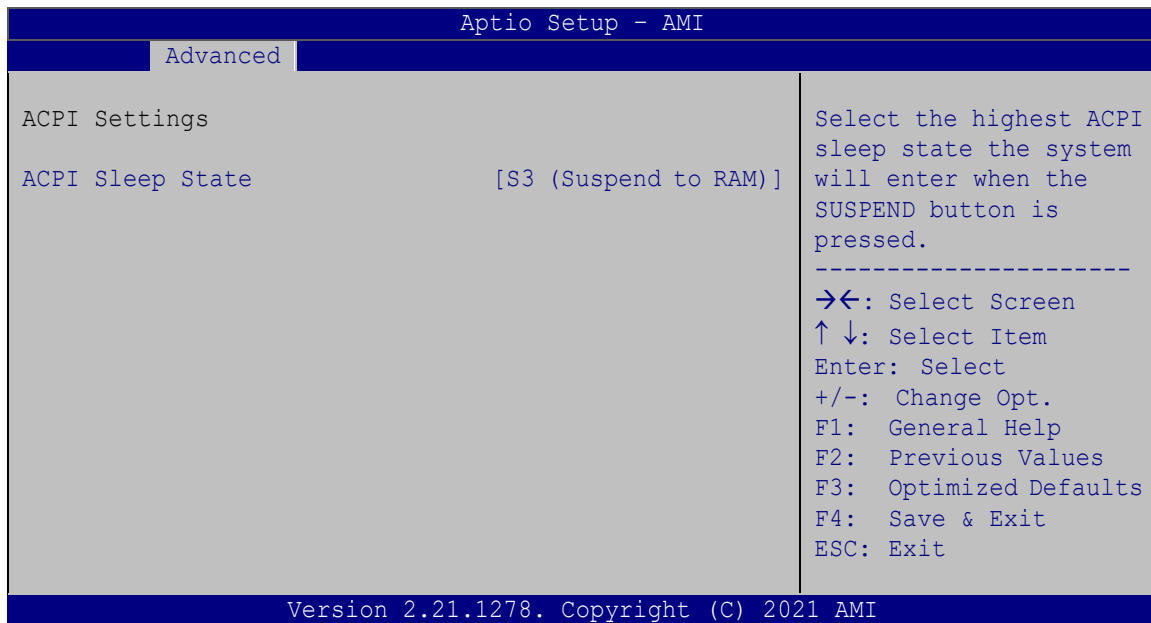 Aptio Setup – AMI
Advanced
ACPI Settings
ACPI Sleep State [S3 (Suspend to RAM)]
Select the highest ACPI
sleep state the system
will enter when the
SUSPEND button is
pressed.
----------------------
→←: Select Screen
↑ ↓: Select Item
Enter: Select
+/-: Change Opt.
F1: General Help
F2: Previous Values
F3: Optimized Defaults
F4: Save & Exit
ESC: Exit
Version 2.21.1278. Copyright (C) 2021 AMI